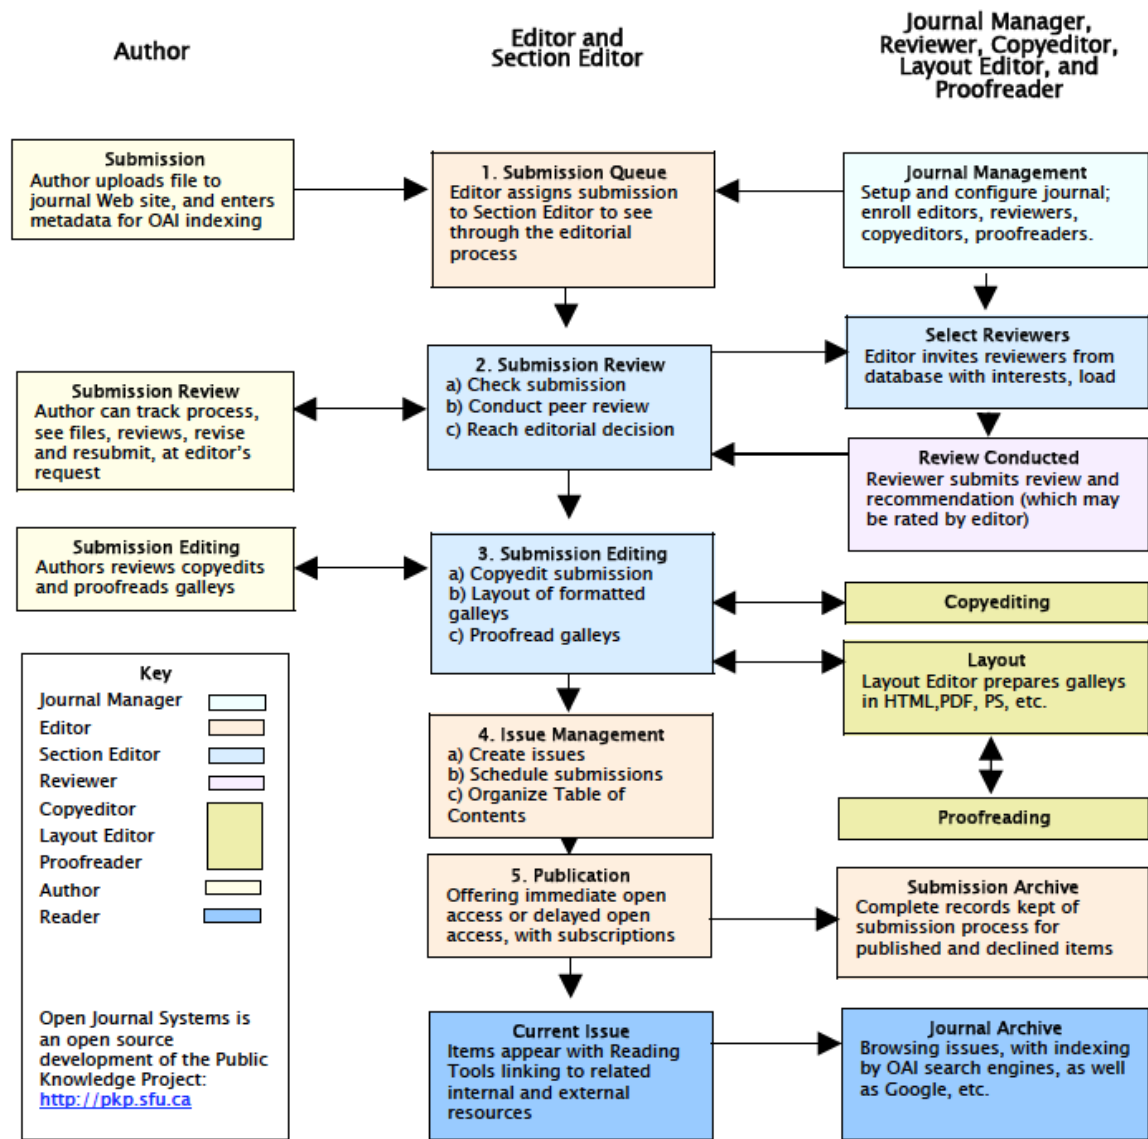 Author
Editor and
Section Editor
Journal Manager,
Reviewer, Copyeditor,
Layout Editor, and
Proofreader
Submission
Author uploads file to
journal Web site, and enters
metadata for OAI indexing
1. Submission Queue
Editor assigns submission
to Section Editor to see
through the editorial
process
Journal Management
Setup and configure journal;
enroll editors, reviewers,
copyeditors, proofreaders.
Submission Review
Author can track process,
see files, reviews, revise
and resubmit, at editor's
request
2. Submission Review
a) Check submission
b) Conduct peer review
c) Reach editorial decision
Select Reviewers
Editor invites reviewers from
database with interests, load
Review Conducted
Reviewer submits review and
recommendation (which may
be rated by editor)
Submission Editing
Authors reviews copyedits
and proofreads galleys
3. Submission Editing
a) Copyedit submission
b) Layout of formatted
galleys
c) Proofread galleys
Copyediting
Layout
Layout Editor prepares galleys
in HTML,PDF, PS, etc.
Proofreading
Key
Journal Manager
Editor
Section Editor
Reviewer
Copyeditor
Layout Editor
Proofreader
Author
Reader
Open Journal Systems is
an open source
development of the Public
Knowledge Project:
http://pkp.sfu.ca
4. Issue Management
a) Create issues
b) Schedule submissions
c) Organize Table of
Contents
5. Publication
Offering immediate open
access or delayed open
access, with subscriptions
Submission Archive
Complete records kept of
submission process for
published and declined items
Current Issue
Items appear with Reading
Tools linking to related
internal and external
resources
Journal Archive
Browsing issues, with indexing
by OAI search engines, as well
as Google, etc.